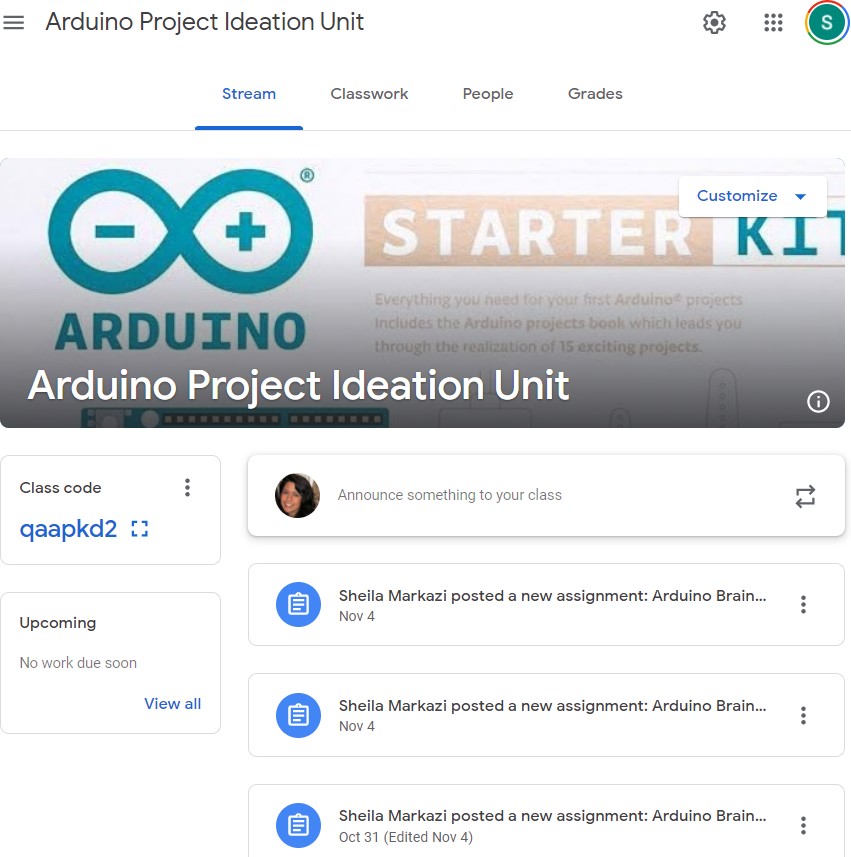 Arduino Project Ideation Unit
S
Stream
Classwork
People
Grades
®
Customize
STARTER KIT
Everything you need for your first Arduino® projects
Includes the Arduino projects book which leads you
through the realization of 15 exciting projects.
ARDUINO
Arduino Project Ideation Unit
Class code
qaapkd2
Announce something to your class
Upcoming
No work due soon
View all
Sheila Markazi posted a new assignment: Arduino Brain...
Nov 4
Sheila Markazi posted a new assignment: Arduino Brain...
Nov 4
Sheila Markazi posted a new assignment: Arduino Brain...
Oct 31 (Edited Nov 4)